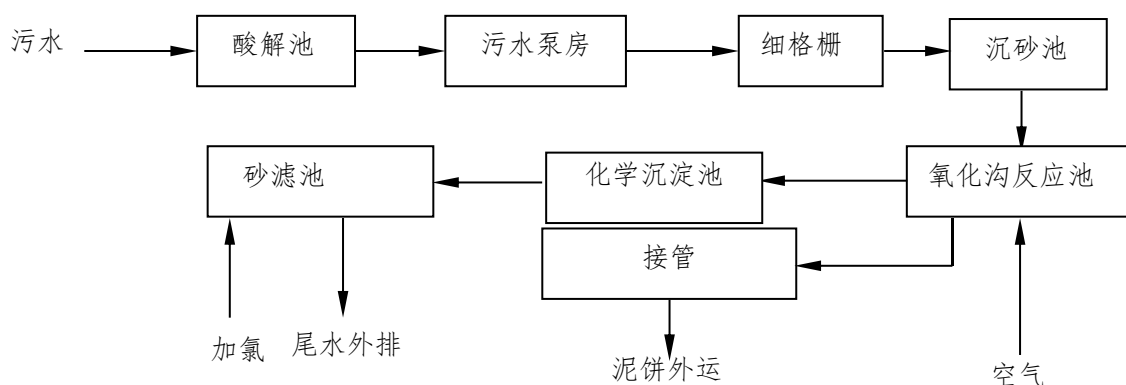 污水
酸解池
污水泵房
细格栅
沉砂池
砂滤池
化学沉淀池
氧化沟反应池
接管
加氯
尾水外排
泥饼外运
空气